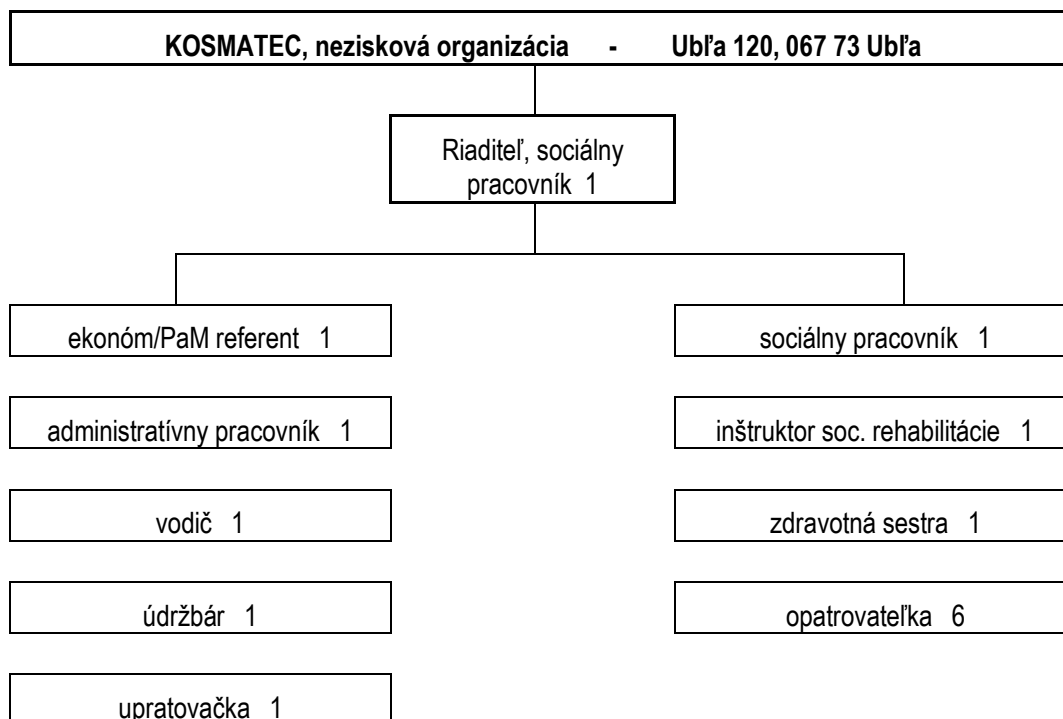 KOSMATEC, nezisková organizácia - Ubľa 120, 067 73 Ubľa
Riaditeľ, sociálny
pracovník 1
ekonóm/PaM referent 1
sociálny pracovník 1
administratívny pracovník 1
inštruktor soc. rehabilitácie 1
vodič 1
zdravotná sestra 1
údržbár 1
opatrovateľka 6
upratovačka 1